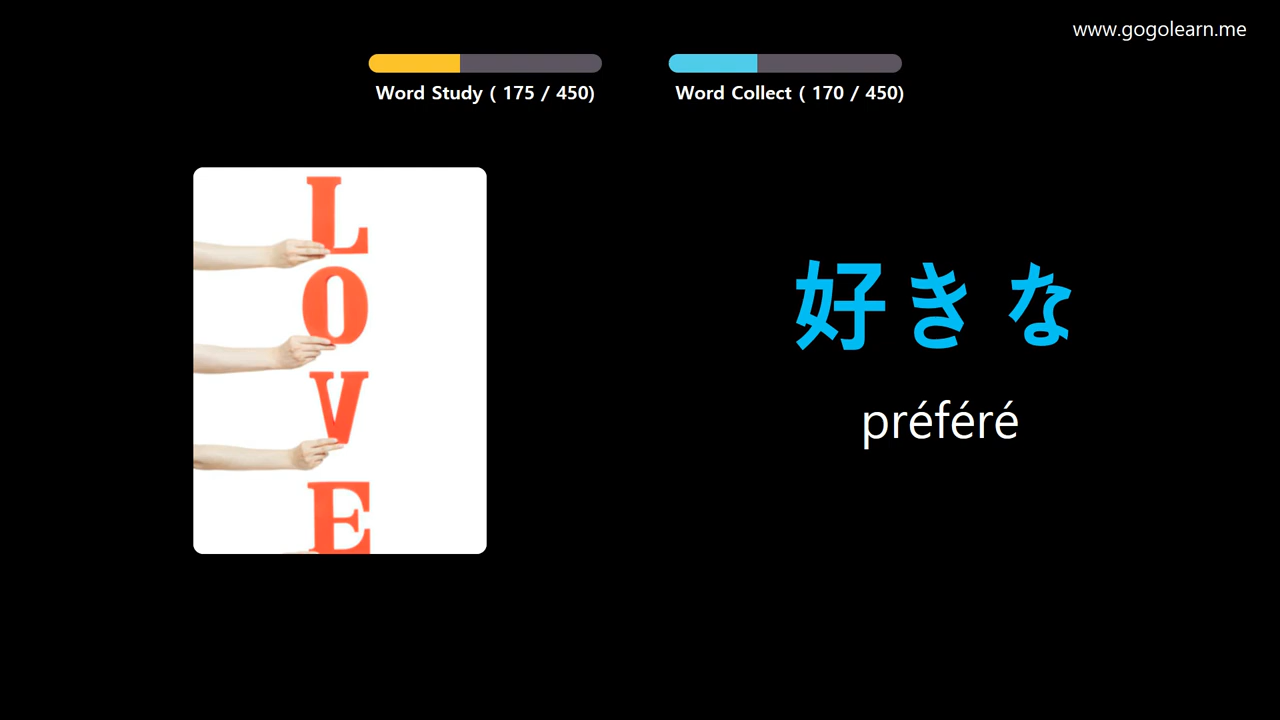 www.gogolearn.me
Word Study ( 175 / 450)
Word Collect ( 170 / 450)
L
O
V
E
好きな
préféré